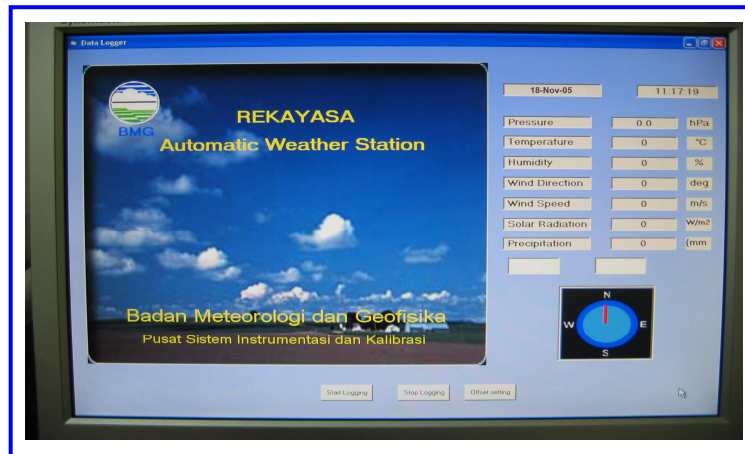 Data Logger
BMG
REKAYASA
Automatic Weather Station
Badan Meteorologi dan Geofisika
Pusat Sistem Instrumentasi dan Kalibrasi
18-Nov-05 11:17:19
Pressure 0.0 hPa
Temperature 0 °C
Humidity 0 %
Wind Direction 0 deg
Wind Speed 0 m/s
Solar Radiation 0 W/m2
Precipitation 0 (mm
N
W E
S
Start Logging Stop Logging Offset setting